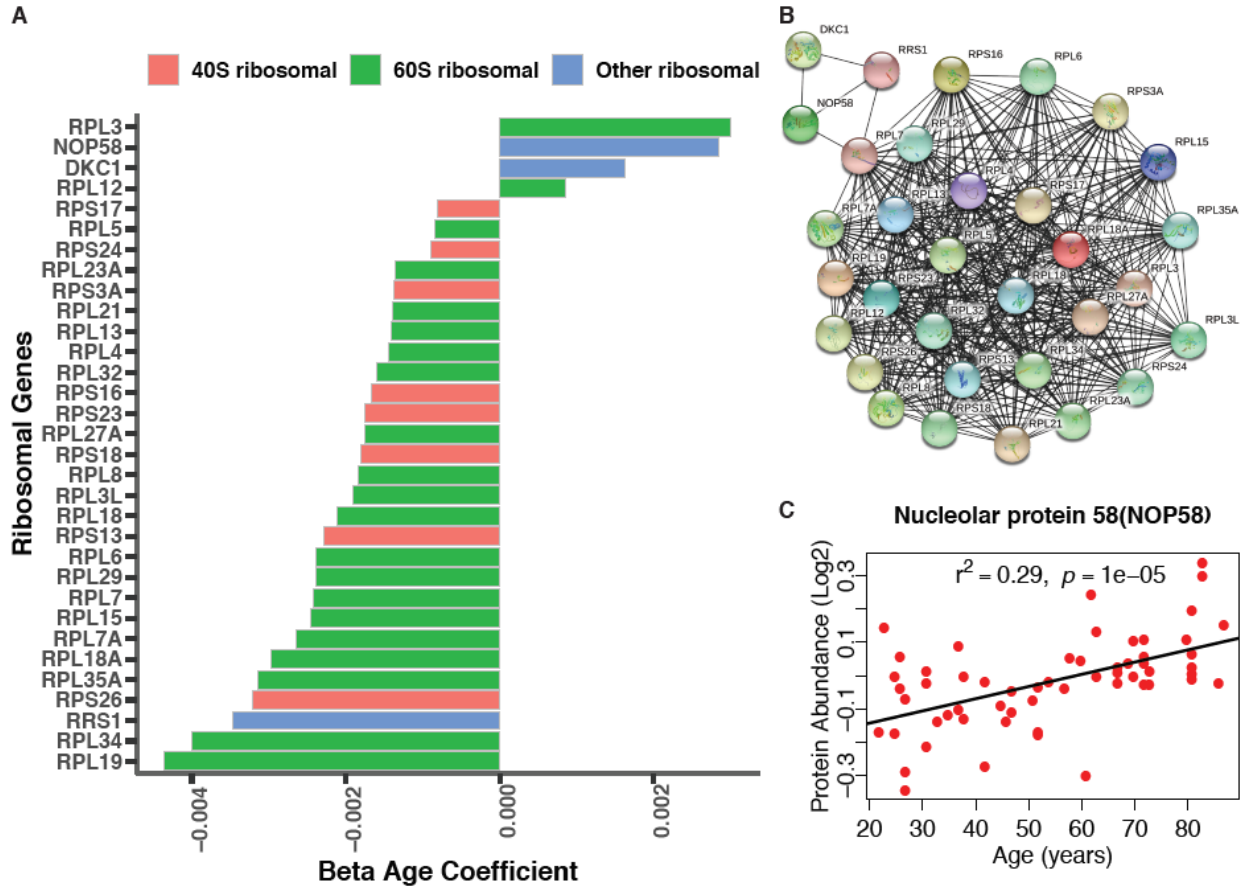 A
40S ribosomal 60S ribosomal Other ribosomal
Ribosomal Genes
RPL3
NOP58
DKC1
RPL12
RPS17
RPL5
RPS24
RPL23A
RPS3A
RPL21
RPL13
RPL4
RPL32
RPS16
RPS23
RPL27A
RPS18
RPL8
RPL3L
RPL18
RPS13
RPL6
RPL29
RPL7
RPL15
RPL7A
RPL18A
RPL35A
RPS26
RRS1
RPL34
RPL19
−0.004 −0.002 0.000 0.002
Beta Age Coefficient
B
DKC1
RRS1
RPS16
RPL6
RPS3A
NOP58
RPL7
RPL29
RPL15
RPL4
RPS17
RPL13
RPL7A
RPL35A
RPL18A
RPL5
RPL19
RPS23
RPL18
RPL3
RPL27A
RPL12
RPL32
RPL3L
RPS26
RPS13
RPL34
RPS24
RPL8
RPS18
RPL23A
RPL21
C
Nucleolar protein 58(NOP58)
r² = 0.29, p = 1e−05
Protein Abundance (Log2)
0.3
0.1
−0.1
−0.3
20 30 40 50 60 70 80
Age (years)